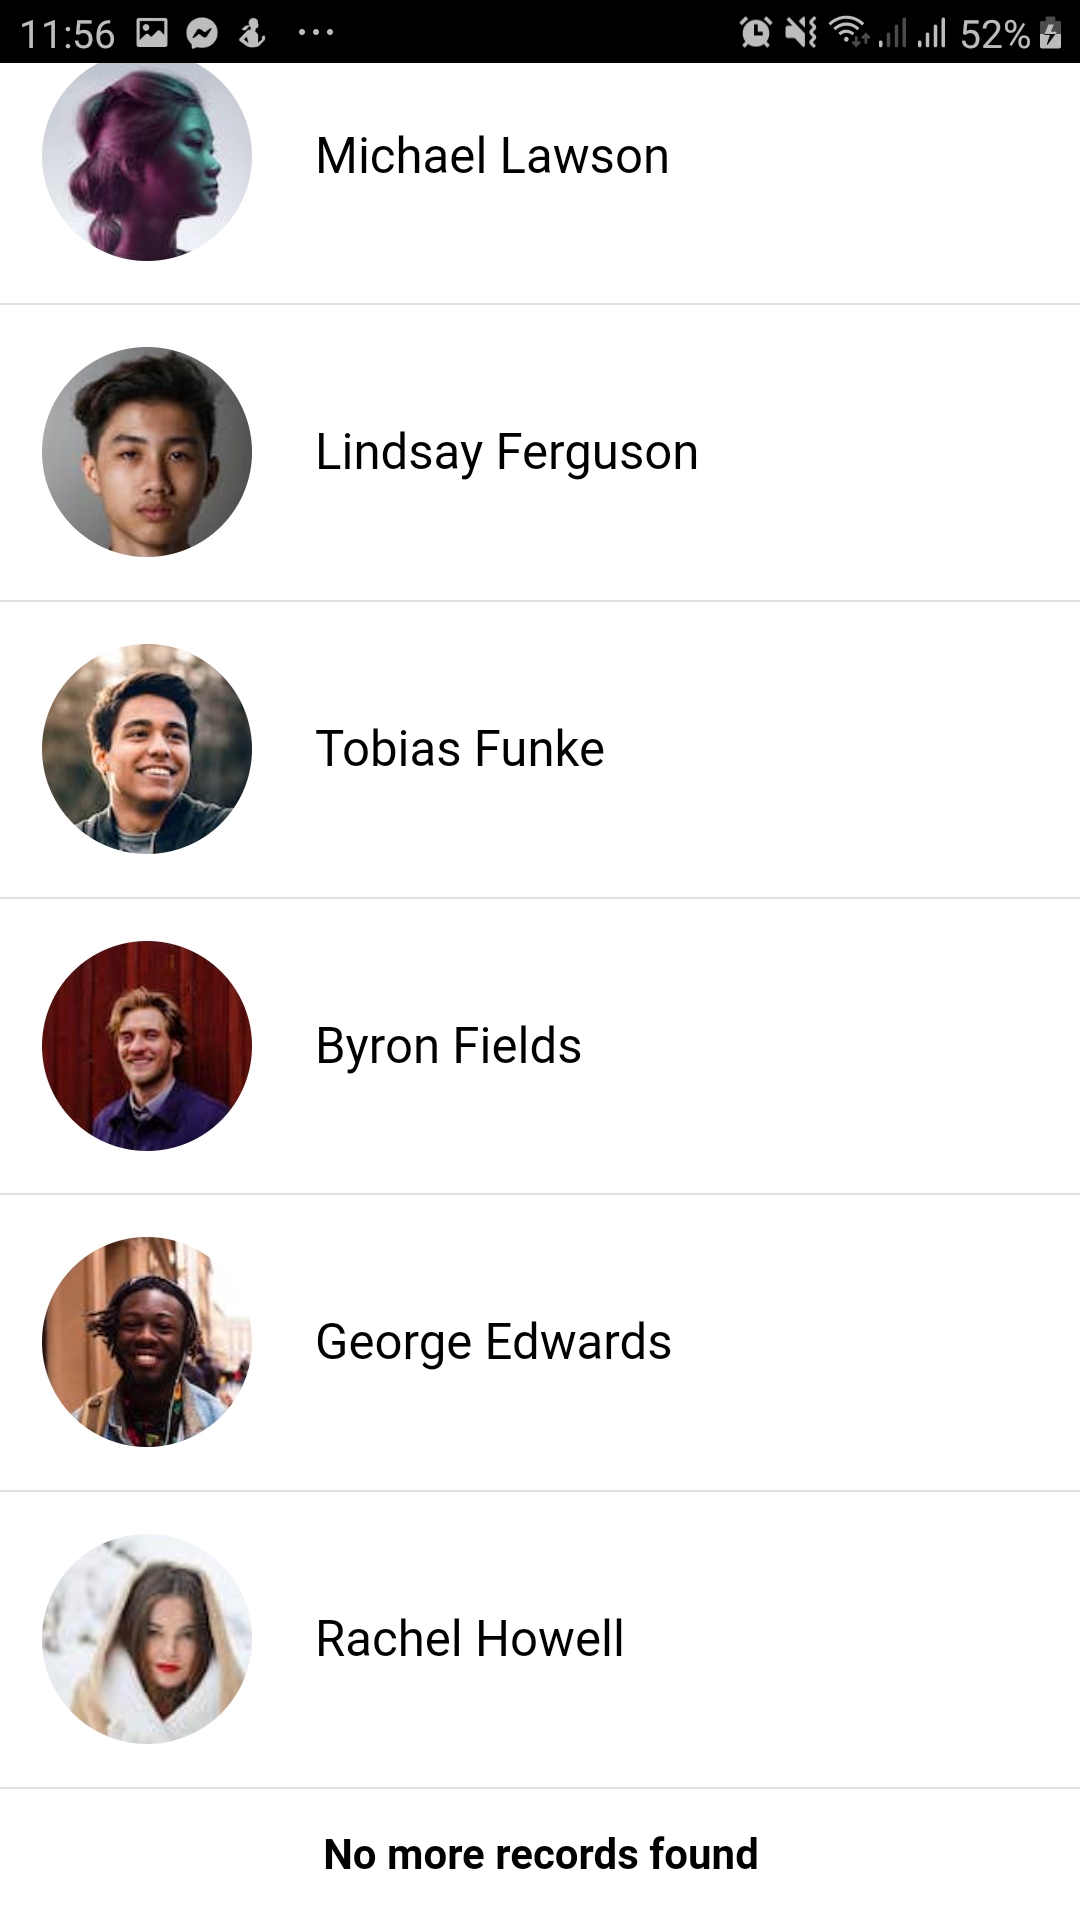 11:56 52%
Michael Lawson
Lindsay Ferguson
Tobias Funke
Byron Fields
George Edwards
Rachel Howell
No more records found